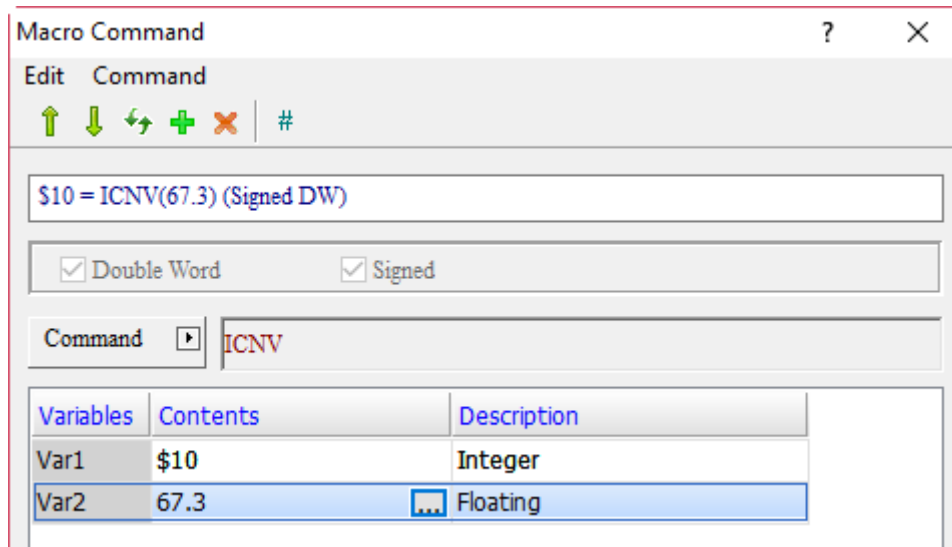 Macro Command ?
Edit Command
#
$10 = ICNV(67.3) (Signed DW)
Double Word Signed
Command ICNV
Variables Contents Description
Var1 $10 Integer
Var2 67.3 ... Floating